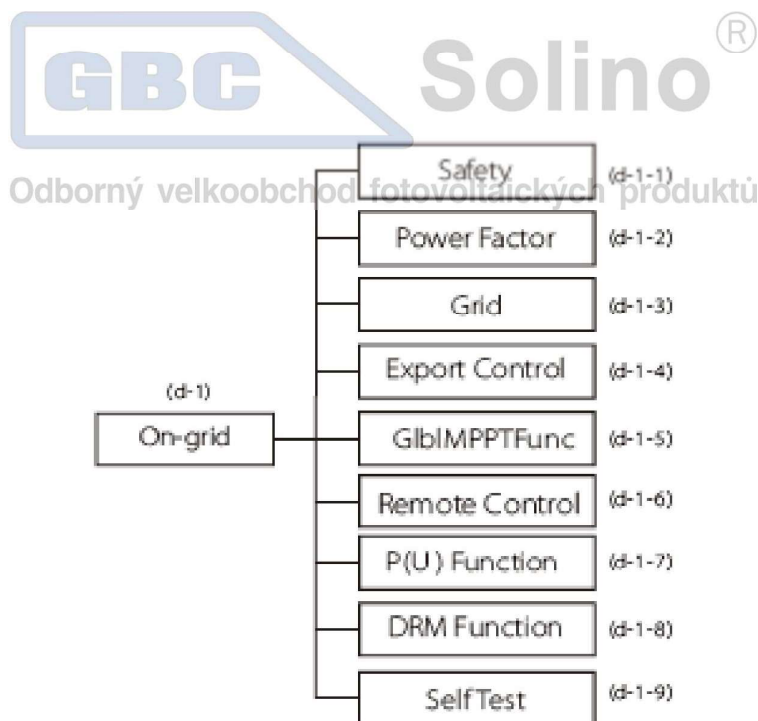 GBC Solino®
Odborný velkoobchod fotovoltaických produktů
Safety (d-1-1)
Power Factor (d-1-2)
Grid (d-1-3)
Export Control (d-1-4)
(d-1)
On-grid
GlblMPPTFunc (d-1-5)
Remote Control (d-1-6)
P(U) Function (d-1-7)
DRM Function (d-1-8)
Self Test (d-1-9)